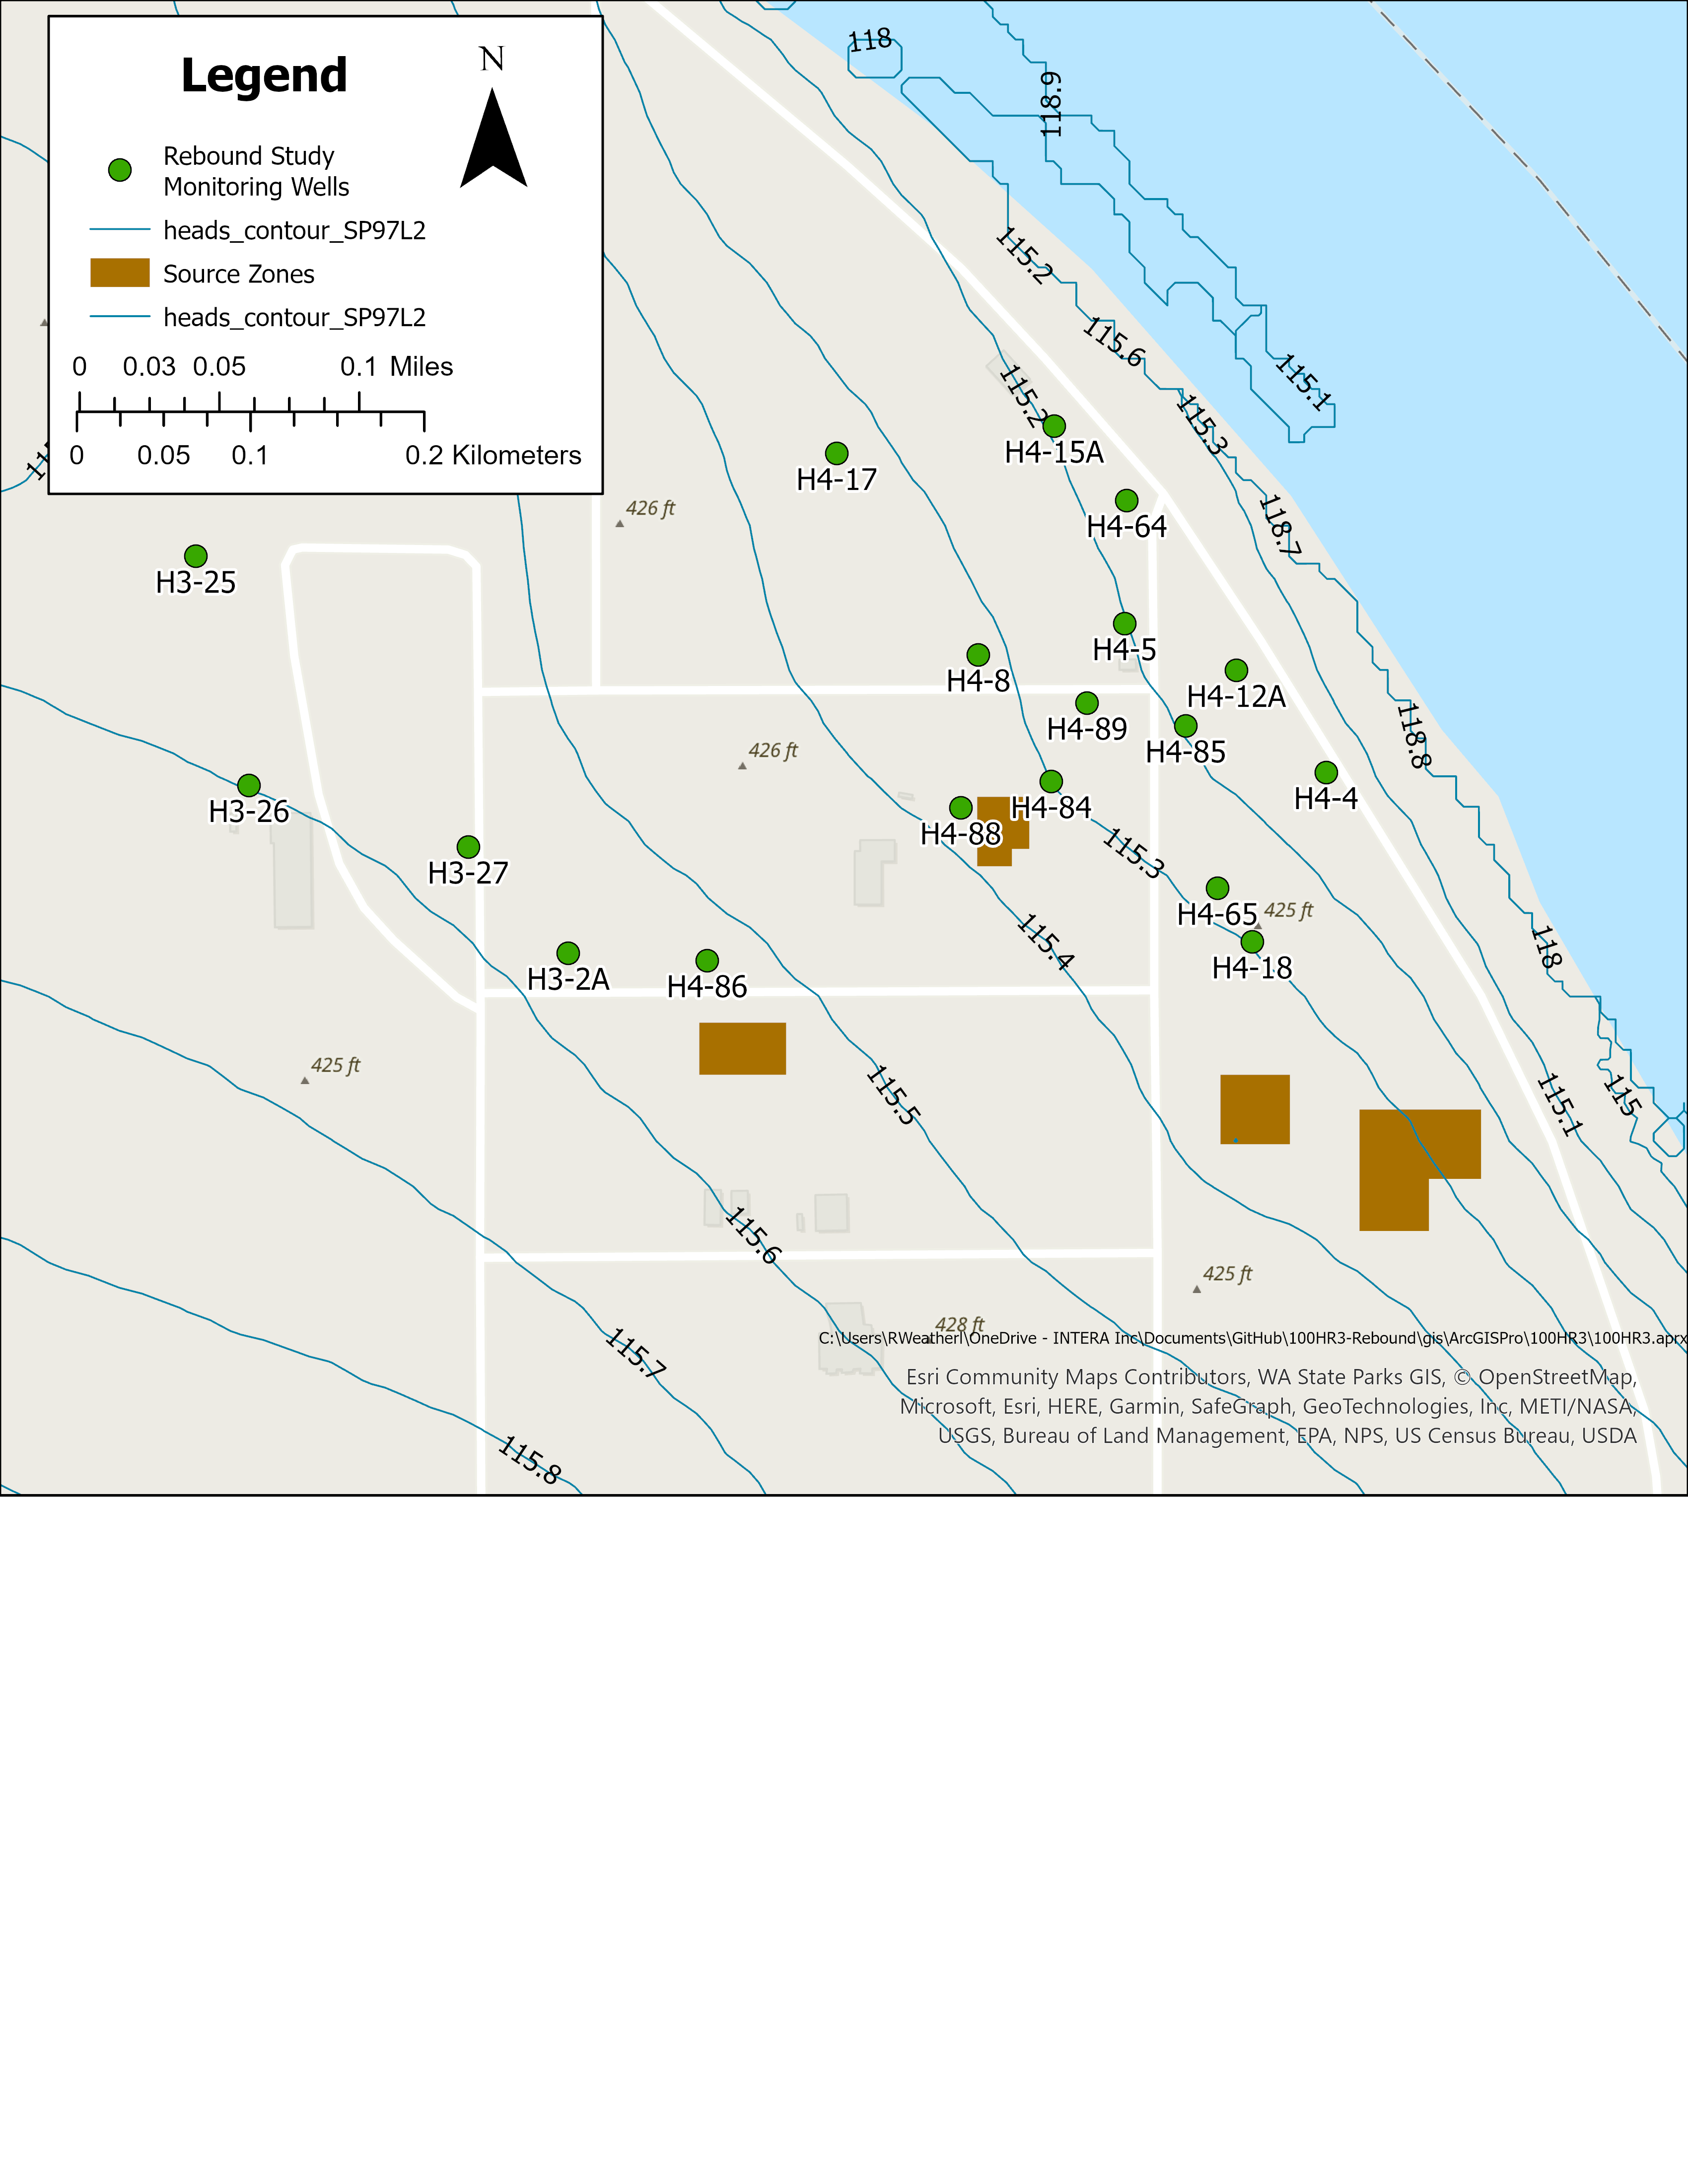 Legend
N
Rebound Study
Monitoring Wells
heads_contour_SP97L2
Source Zones
heads_contour_SP97L2
0 0.03 0.05 0.1 Miles
0 0.05 0.1 0.2 Kilometers
118
118.9
115.2
115.6
115.1
115.2
115.3
H4-15A
H4-17
426 ft
H4-64
118.7
H3-25
H4-5
H4-8
H4-12A
H4-89
118.8
H4-85
426 ft
H4-4
H3-26
H4-84
H4-88
115.3
H3-27
H4-65
425 ft
115.4
118
H4-18
H3-2A
H4-86
425 ft
115.5
115.1
115
115.6
425 ft
428 ft
C:\Users\RWeatherl\OneDrive - INTERA Inc\Documents\GitHub\100HR3-Rebound\gis\ArcGISPro\100HR3\100HR3.aprx
115.7
Esri Community Maps Contributors, WA State Parks GIS, © OpenStreetMap,
Microsoft, Esri, HERE, Garmin, SafeGraph, GeoTechnologies, Inc, METI/NASA,
USGS, Bureau of Land Management, EPA, NPS, US Census Bureau, USDA
115.8